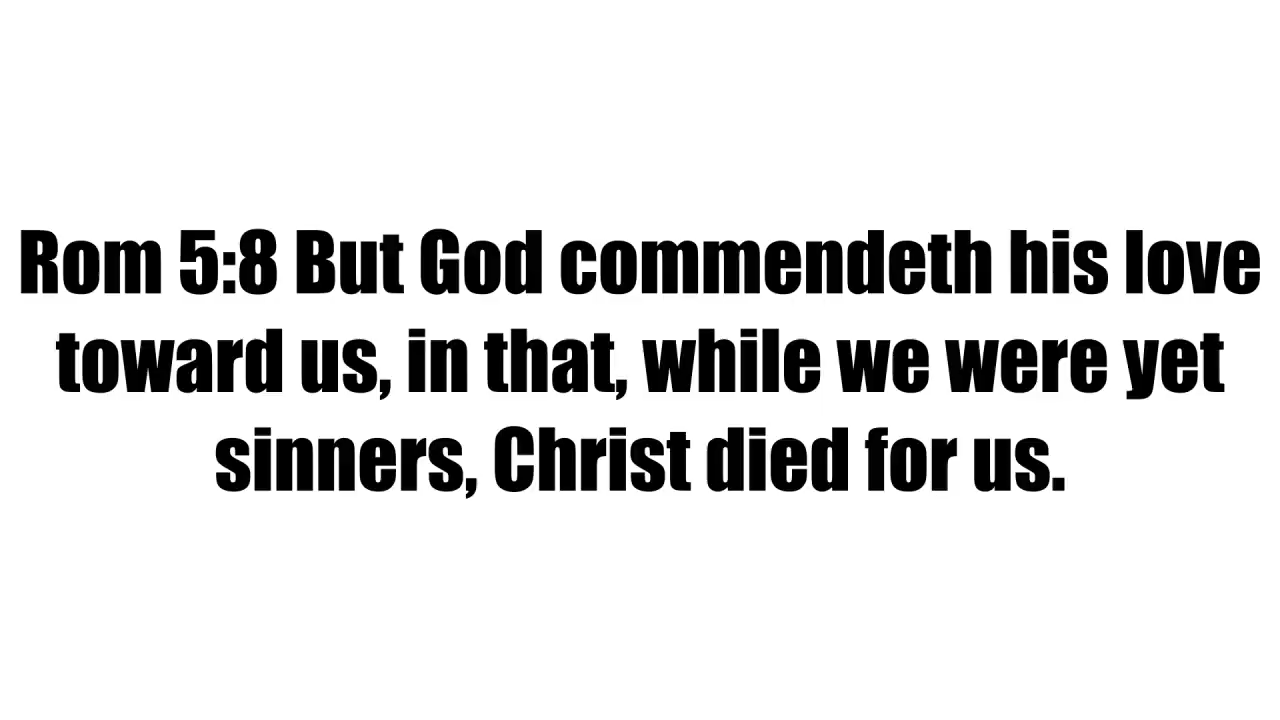 Rom 5:8 But God commendeth his love
toward us, in that, while we were yet
sinners, Christ died for us.